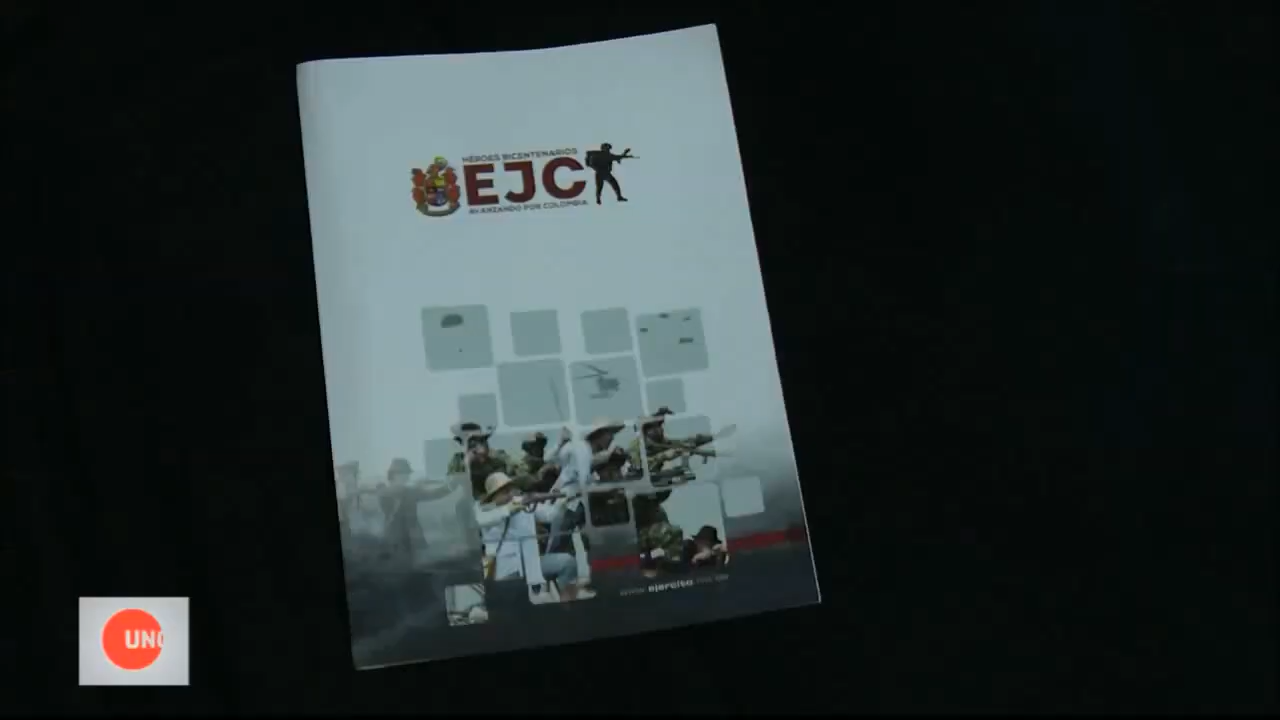 HÉROES BICENTENARIOS
EJC
AVANZANDO POR COLOMBIA
www.ejercito.mil.co
UNO